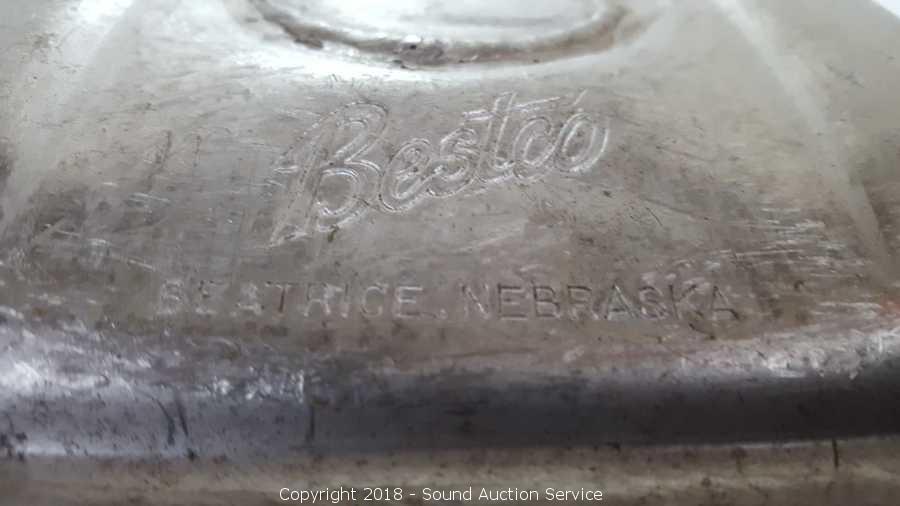 Bestco
BEATRICE, NEBRASKA
Copyright 2018 - Sound Auction Service